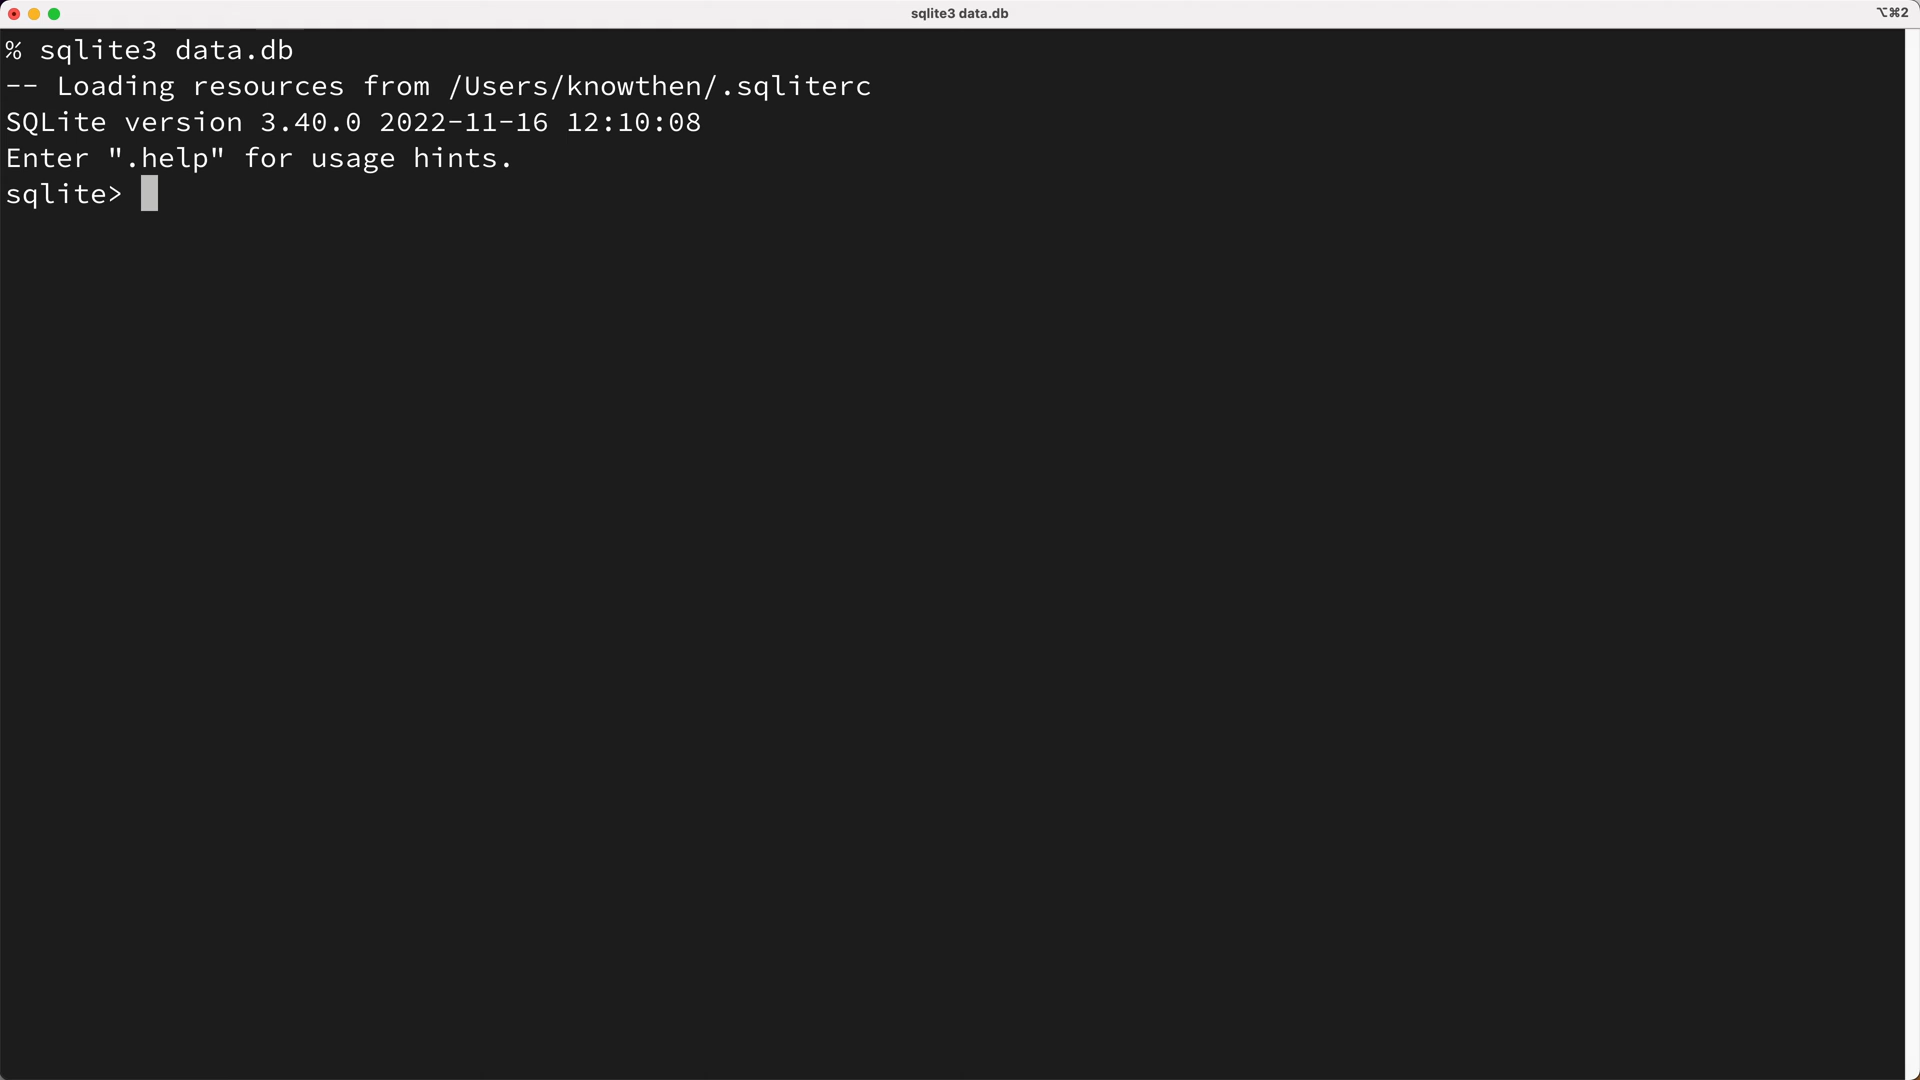 sqlite3 data.db
⌥⌘2
% sqlite3 data.db
-- Loading resources from /Users/knowthen/.sqliterc
SQLite version 3.40.0 2022-11-16 12:10:08
Enter ".help" for usage hints.
sqlite>